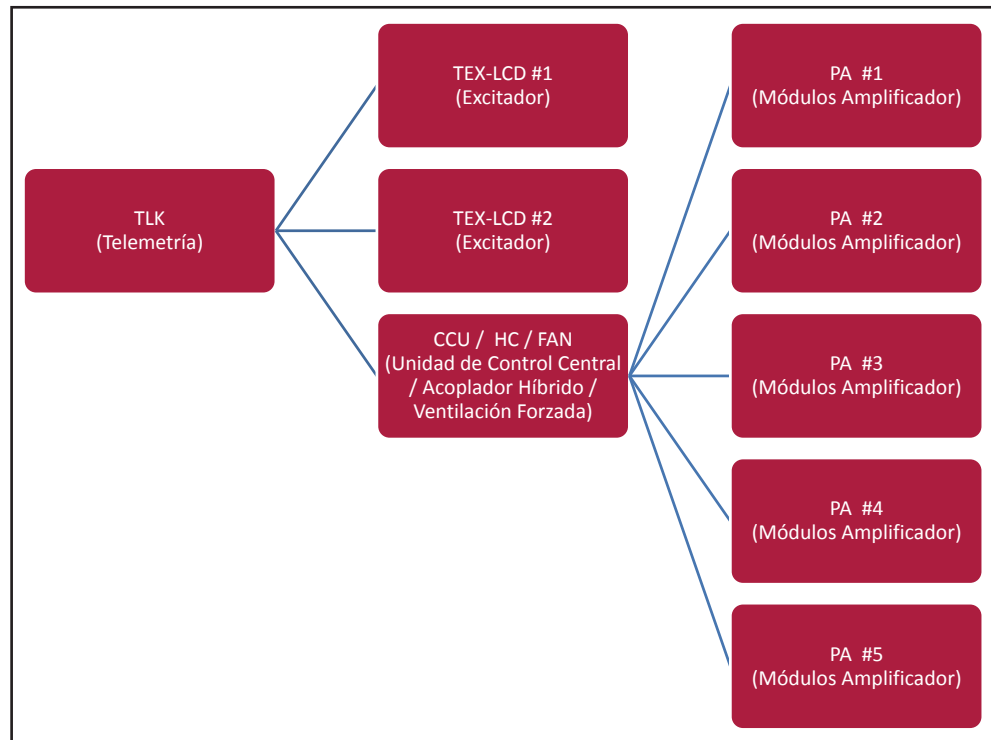 TLK
(Telemetría)
TEX-LCD #1
(Excitador)
TEX-LCD #2
(Excitador)
CCU / HC / FAN
(Unidad de Control Central
/ Acoplador Híbrido /
Ventilación Forzada)
PA #1
(Módulos Amplificador)
PA #2
(Módulos Amplificador)
PA #3
(Módulos Amplificador)
PA #4
(Módulos Amplificador)
PA #5
(Módulos Amplificador)